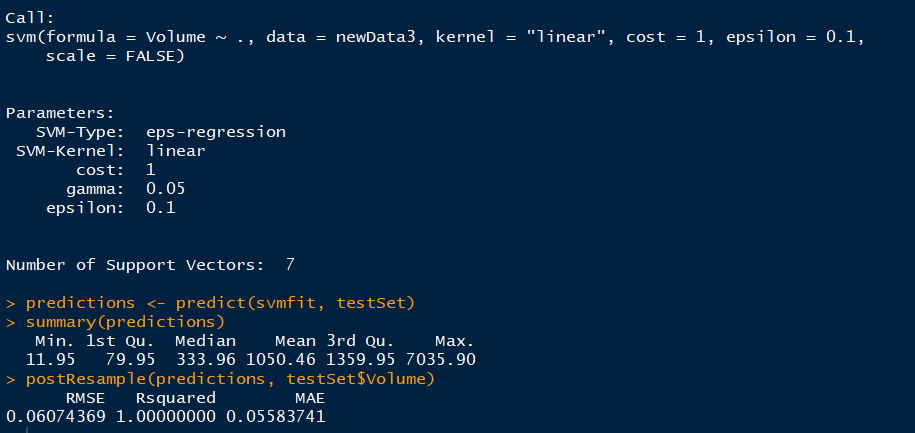 Call:
svm(formula = Volume ~ ., data = newData3, kernel = "linear", cost = 1, epsilon = 0.1,
    scale = FALSE)
Parameters:
   SVM-Type:  eps-regression
 SVM-Kernel:  linear
       cost:  1
      gamma:  0.05
    epsilon:  0.1
Number of Support Vectors:  7
> predictions <- predict(svmfit, testSet)
> summary(predictions)
   Min. 1st Qu.  Median    Mean 3rd Qu.    Max.
  11.95   79.95  333.96 1050.46 1359.95 7035.90
> postResample(predictions, testSet$Volume)
      RMSE   Rsquared        MAE
0.06074369 1.00000000 0.05583741